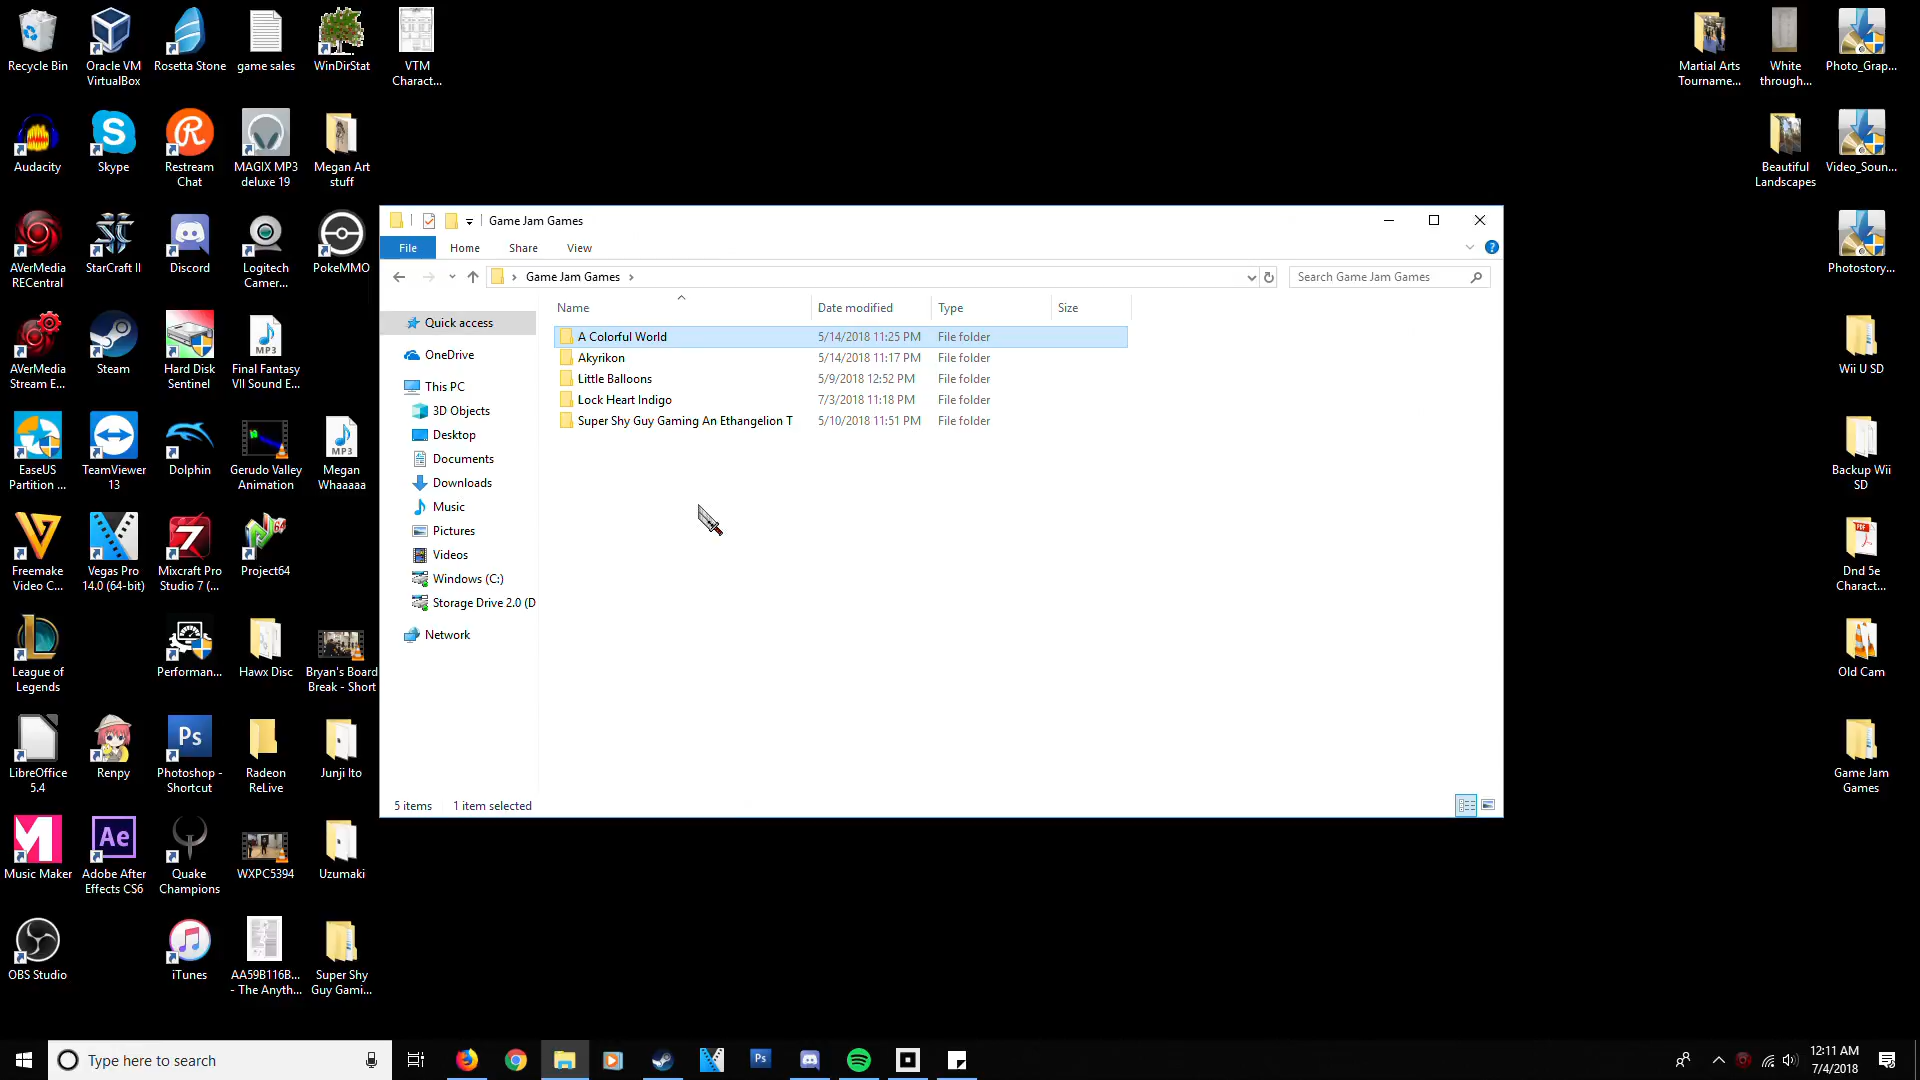 Recycle Bin
Oracle VM
VirtualBox
Rosetta Stone
game sales
WinDirStat
VTM
Charact...
Martial Arts
Tourname...
White
through...
Photo_Grap...
Audacity
Skype
Restream
Chat
MAGIX MP3
deluxe 19
Megan Art
stuff
Beautiful
Landscapes
Video_Soun...
AVerMedia
RECentral
StarCraft II
Discord
Logitech
Camer...
PokeMMO
Photostory...
AVerMedia
Stream E...
Steam
Hard Disk
Sentinel
MP3
Final Fantasy
VII Sound E...
Wii U SD
EaseUS
Partition ...
TeamViewer
13
Dolphin
Gerudo Valley
Animation
MP3
Megan
Whaaaaa
Backup Wii
SD
Freemake
Video C...
Vegas Pro
14.0 (64-bit)
Mixcraft Pro
Studio 7 (...
64
Project64
PDF
Dnd 5e
Charact...
League of
Legends
Performan...
Hawx Disc
Bryan's Board
Break - Short
Old Cam
LibreOffice
5.4
Renpy
Ps
Photoshop -
Shortcut
Radeon
ReLive
Junji Ito
Game Jam
Games
Music Maker
Ae
Adobe After
Effects CS6
Quake
Champions
WXPC5394
Uzumaki
OBS Studio
iTunes
AA59B116B...
- The Anyth...
Super Shy
Guy Gami...
Game Jam Games
File
Home
Share
View
Game Jam Games
Search Game Jam Games
Name
Date modified
Type
Size
Quick access
OneDrive
This PC
3D Objects
Desktop
Documents
Downloads
Music
Pictures
Videos
Windows (C:)
Storage Drive 2.0 (D
Network
A Colorful World 5/14/2018 11:25 PM File folder
Akyrikon 5/14/2018 11:17 PM File folder
Little Balloons 5/9/2018 12:52 PM File folder
Lock Heart Indigo 7/3/2018 11:18 PM File folder
Super Shy Guy Gaming An Ethangelion T 5/10/2018 11:51 PM File folder
5 items 1 item selected
Type here to search
Ps
12:11 AM
7/4/2018